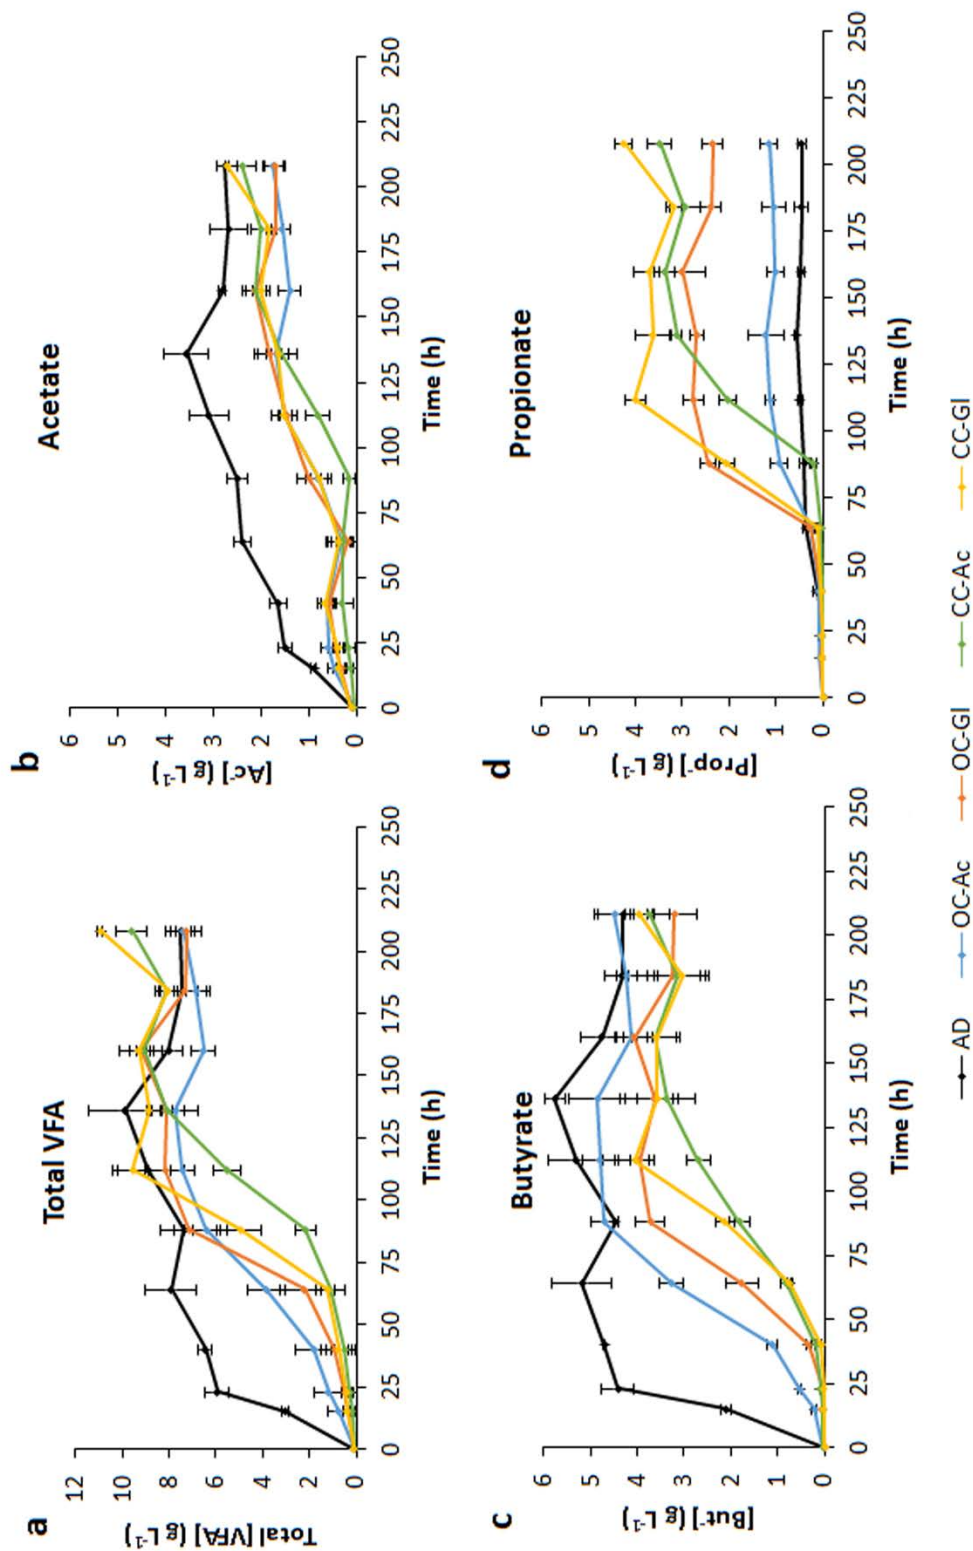 a
Total VFA
Total [VFA] (g L⁻¹)
12
10
8
6
4
2
0
0 25 50 75 100 125 150 175 200 225 250
Time (h)
b
Acetate
[Ac⁻] (g L⁻¹)
6
5
4
3
2
1
0
0 25 50 75 100 125 150 175 200 225 250
Time (h)
c
Butyrate
[But⁻] (g L⁻¹)
6
5
4
3
2
1
0
0 25 50 75 100 125 150 175 200 225 250
Time (h)
d
Propionate
[Prop⁻] (g L⁻¹)
6
5
4
3
2
1
0
0 25 50 75 100 125 150 175 200 225 250
Time (h)
AD OC-Ac OC-Gl CC-Ac CC-Gl